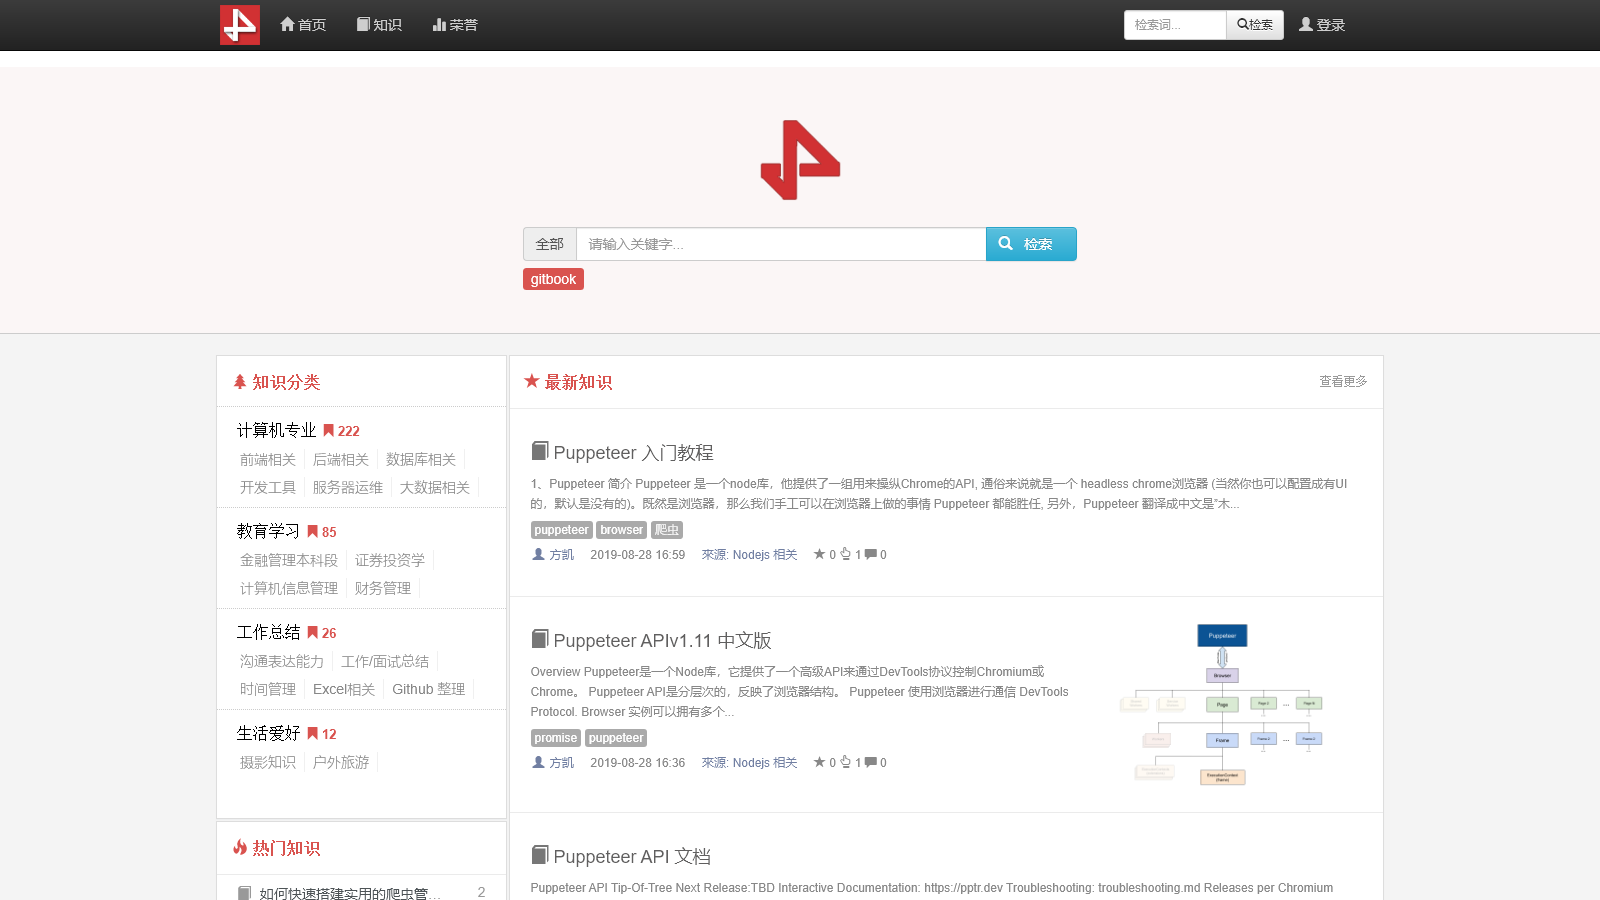 首页 知识 荣誉 检索词... 检索 登录
全部 请输入关键字... 检索
gitbook
知识分类
计算机专业 222
前端相关 后端相关 数据库相关
开发工具 服务器运维 大数据相关
教育学习 85
金融管理本科段 证券投资学
计算机信息管理 财务管理
工作总结 26
沟通表达能力 工作/面试总结
时间管理 Excel相关 Github 整理
生活爱好 12
摄影知识 户外旅游
热门知识
如何快速搭建实用的爬虫管... 2
最新知识 查看更多
Puppeteer 入门教程
1、Puppeteer 简介 Puppeteer 是一个node库，他提供了一组用来操纵Chrome的API, 通俗来说就是一个 headless chrome浏览器 (当然你也可以配置成有UI
的，默认是没有的)。既然是浏览器，那么我们手工可以在浏览器上做的事情 Puppeteer 都能胜任, 另外，Puppeteer 翻译成中文是"木...
puppeteer browser 爬虫
方凯 2019-08-28 16:59 來源: Nodejs 相关 0 1 0
Puppeteer APIv1.11 中文版
Overview Puppeteer是一个Node库，它提供了一个高级API来通过DevTools协议控制Chromium或
Chrome。 Puppeteer API是分层次的，反映了浏览器结构。 Puppeteer 使用浏览器进行通信 DevTools
Protocol. Browser 实例可以拥有多个...
promise puppeteer
方凯 2019-08-28 16:36 來源: Nodejs 相关 0 1 0
Puppeteer
Browser
Page
Frame
Puppeteer API 文档
Puppeteer API Tip-Of-Tree Next Release:TBD Interactive Documentation: https://pptr.dev Troubleshooting: troubleshooting.md Releases per Chromium